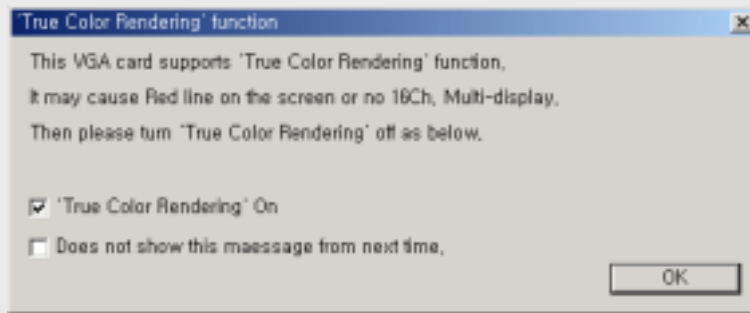 'True Color Rendering' function
This VGA card supports 'True Color Rendering' function,
It may cause Red line on the screen or no 16Ch, Multi-display,
Then please turn 'True Color Rendering' off as below,
'True Color Rendering' On
Does not show this maessage from next time,
OK